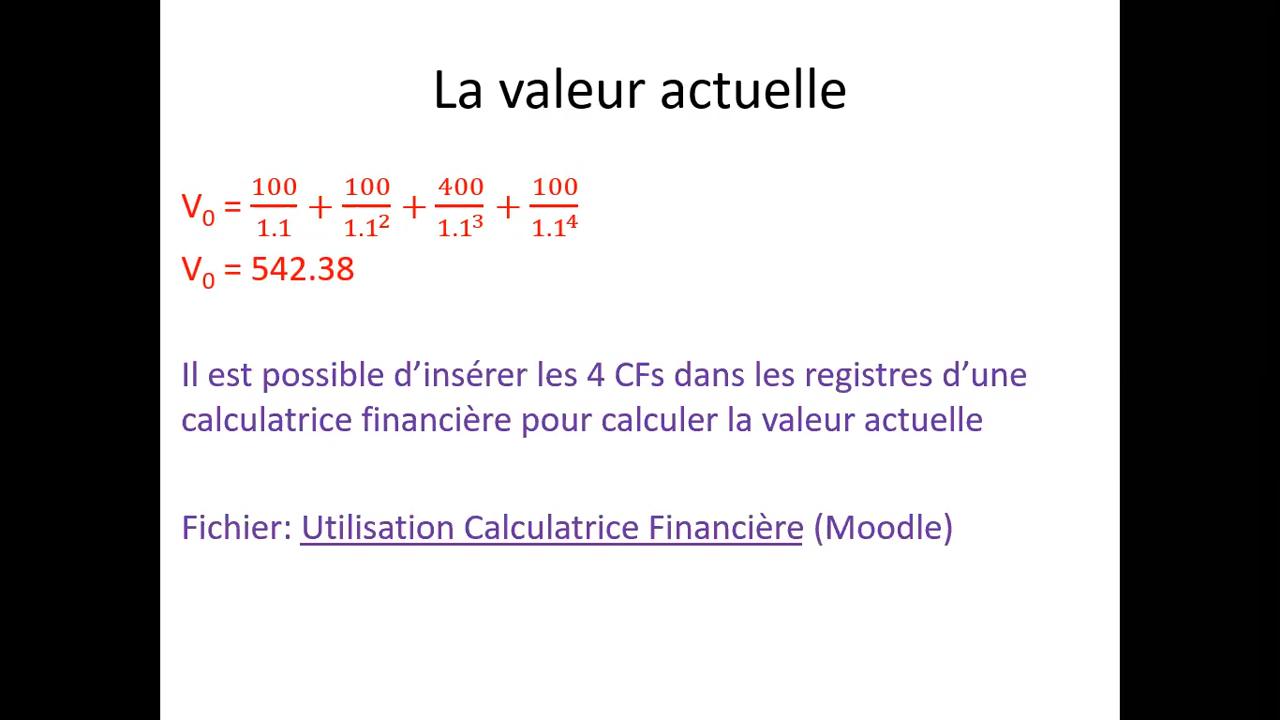 La valeur actuelle
V₀ = 100/1.1 + 100/1.1² + 400/1.1³ + 100/1.1⁴
V₀ = 542.38
Il est possible d’insérer les 4 CFs dans les registres d’une
calculatrice financière pour calculer la valeur actuelle
Fichier: Utilisation Calculatrice Financière (Moodle)